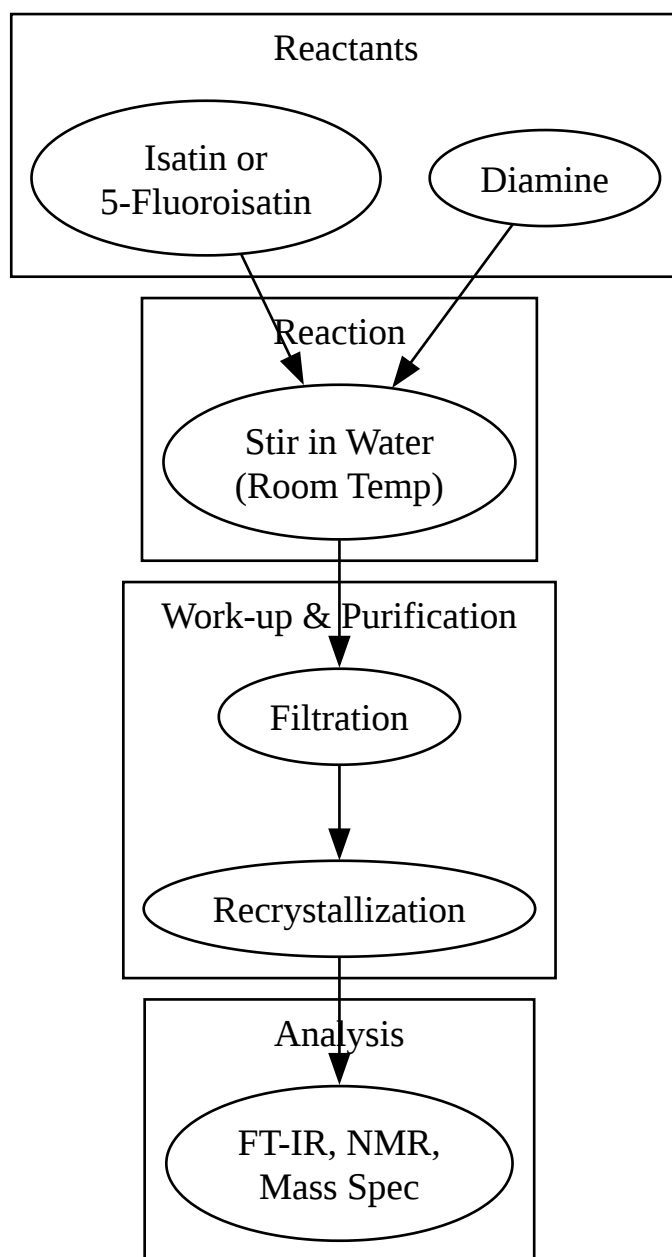 Reactants
Isatin or
5-Fluoroisatin
Diamine
Reaction
Stir in Water
(Room Temp)
Work-up & Purification
Filtration
Recrystallization
Analysis
FT-IR, NMR,
Mass Spec